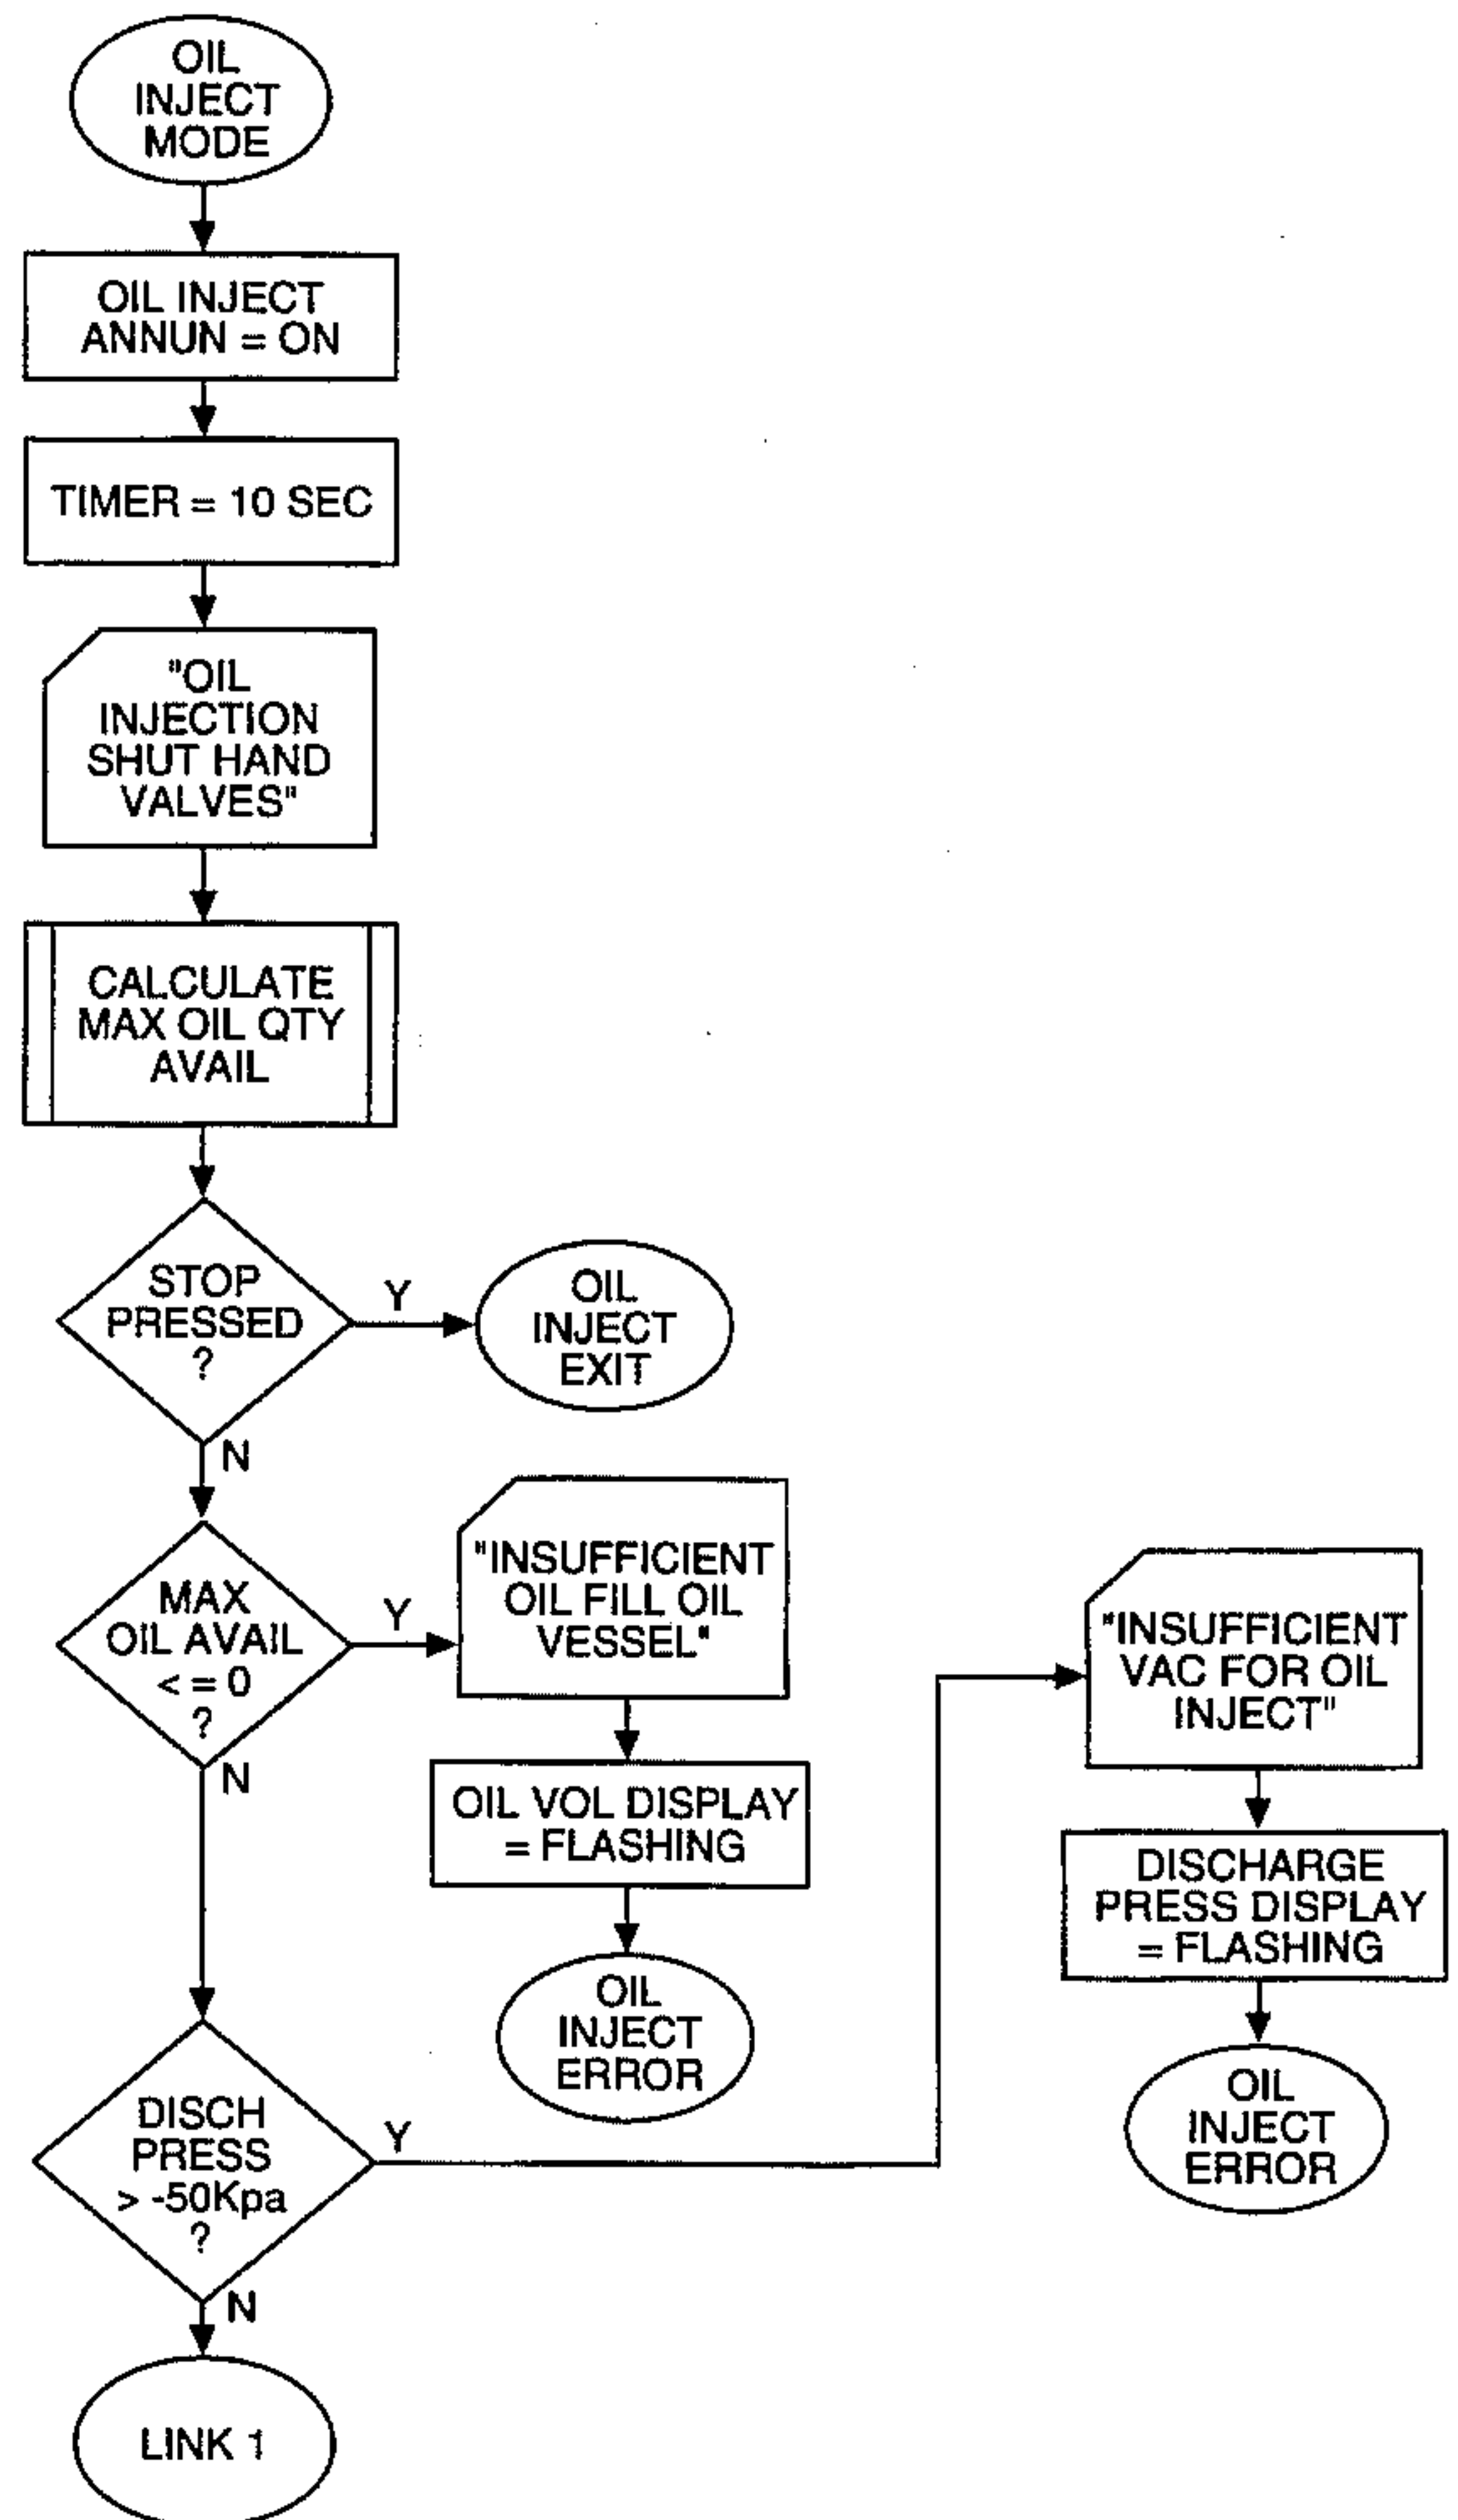 OIL
INJECT
MODE
OIL INJECT
ANNUN = ON
TIMER = 10 SEC
"OIL
INJECTION
SHUT HAND
VALVES"
CALCULATE
MAX OIL QTY
AVAIL
STOP
PRESSED
?
Y
OIL
INJECT
EXIT
N
MAX
OIL AVAIL
< = 0
?
Y
"INSUFFICIENT
OIL FILL OIL
VESSEL"
N
OIL VOL DISPLAY
= FLASHING
OIL
INJECT
ERROR
DISCH
PRESS
> -50Kpa
?
Y
"INSUFFICIENT
VAC FOR OIL
INJECT"
DISCHARGE
PRESS DISPLAY
= FLASHING
OIL
INJECT
ERROR
N
LINK 1